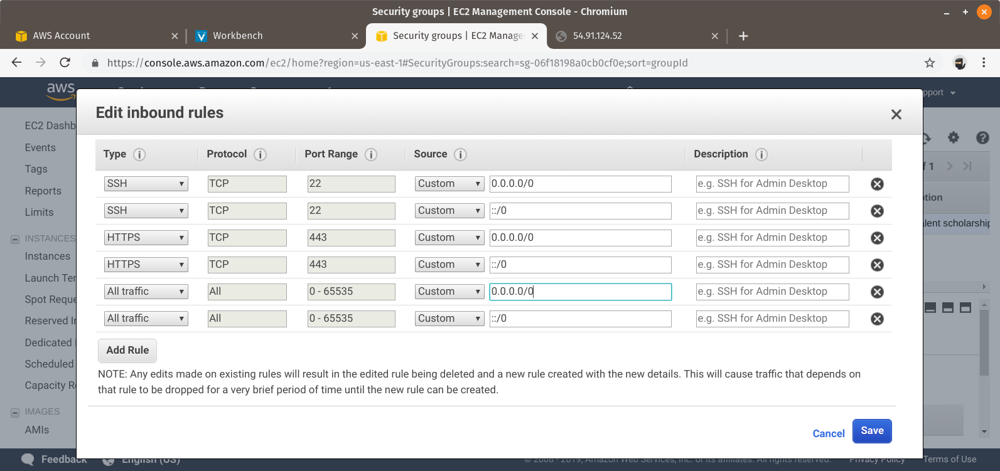 Security groups | EC2 Management Console - Chromium
AWS Account
Workbench
Security groups | EC2 Manage
54.91.124.52
https://console.aws.amazon.com/ec2/home?region=us-east-1#SecurityGroups:search=sg-06f18198a0cb0cf0e;sort=groupId
aws
pport
Edit inbound rules
EC2 Dashb
Events
Tags
Reports
Limits
INSTANCES
Instances
Launch Ter
Spot Reque
Reserved I
Dedicated
Scheduled
Capacity R
IMAGES
AMIs
Type Protocol Port Range Source Description
SSH TCP 22 Custom 0.0.0.0/0 e.g. SSH for Admin Desktop
SSH TCP 22 Custom ::/0 e.g. SSH for Admin Desktop
HTTPS TCP 443 Custom 0.0.0.0/0 e.g. SSH for Admin Desktop
HTTPS TCP 443 Custom ::/0 e.g. SSH for Admin Desktop
All traffic All 0 - 65535 Custom 0.0.0.0/0 e.g. SSH for Admin Desktop
All traffic All 0 - 65535 Custom ::/0 e.g. SSH for Admin Desktop
Add Rule
NOTE: Any edits made on existing rules will result in the edited rule being deleted and a new rule created with the new details. This will cause traffic that depends on
that rule to be dropped for a very brief period of time until the new rule can be created.
Cancel Save
f 1
tion
alent scholarship
Feedback English (US) © 2008 - 2019, Amazon Web Services, Inc. or its affiliates. All rights reserved. Privacy Policy Terms of Use